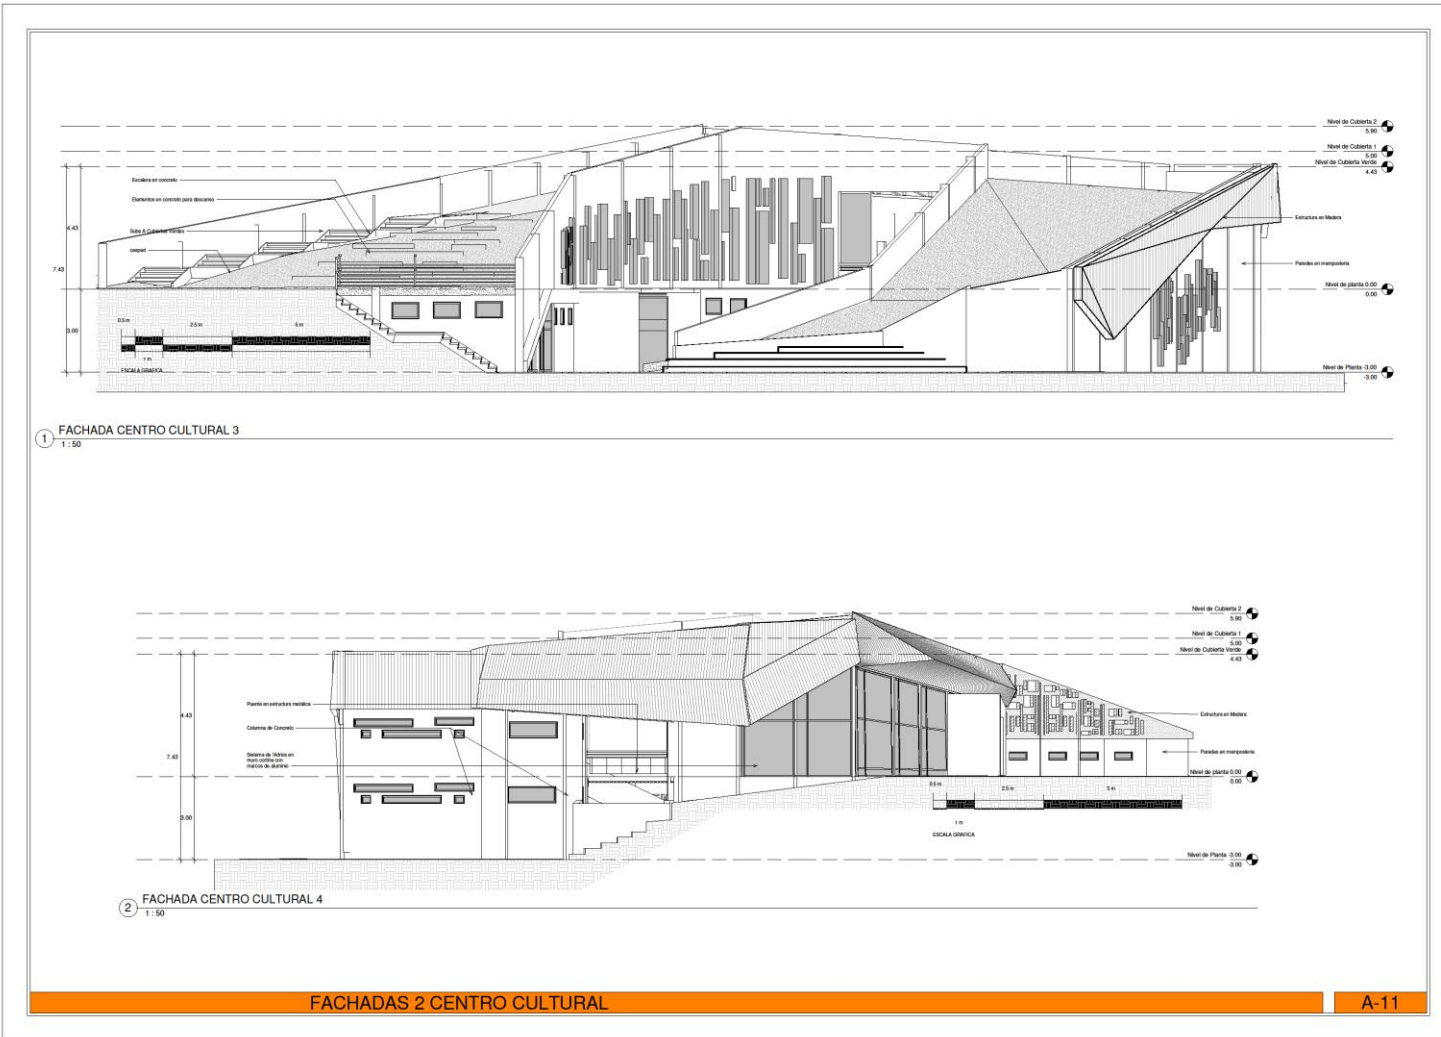 Nivel de Cubierta 2
5.90
Nivel de Cubierta 1
5.00
Nivel de Cubierta Verde
4.43
Escalera en concreto
Elementos en concreto para descanso
Sube A Cubiertas verdes
cesped
Estructura en Madera
Paredes en mamposteria
4.43
7.43
3.00
Nivel de planta 0.00
0.00
0.5 m
2.5 m
5 m
1 m
ESCALA GRAFICA
Nivel de Planta -3.00
-3.00
1
FACHADA CENTRO CULTURAL 3
1 : 50
Nivel de Cubierta 2
5.90
Nivel de Cubierta 1
5.00
Nivel de Cubierta Verde
4.43
Puente en estructura metálica
Columna de Concreto
Sistema de Vidrios en
muro cortina con
marcos de aluminio
Estructura en Madera
Paredes en mamposteria
4.43
7.43
3.00
Nivel de planta 0.00
0.00
0.5 m
2.5 m
5 m
1 m
ESCALA GRAFICA
Nivel de Planta -3.00
-3.00
2
FACHADA CENTRO CULTURAL 4
1 : 50
FACHADAS 2 CENTRO CULTURAL
A-11